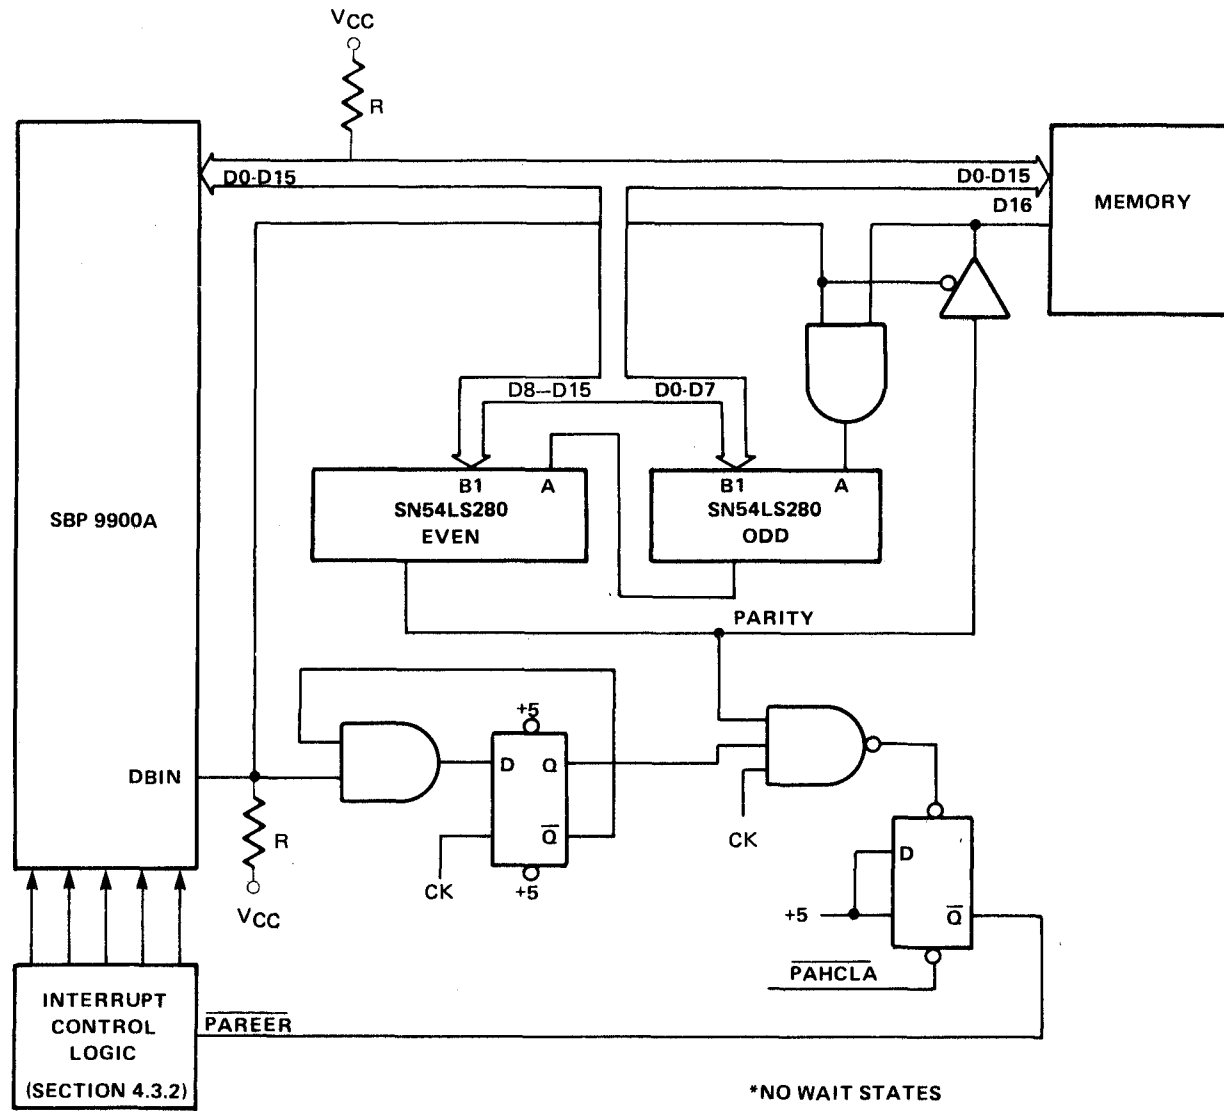 VCC
R
D0-D15
D0-D15
D16
MEMORY
D8-D15
D0-D7
B1
A
B1
A
SBP 9900A
SN54LS280
EVEN
SN54LS280
ODD
PARITY
+5
DBIN
D
Q
R
Q
CK
CK
+5
VCC
D
+5
Q
PAHCLA
INTERRUPT
CONTROL
LOGIC
(SECTION 4.3.2)
PAREER
*NO WAIT STATES